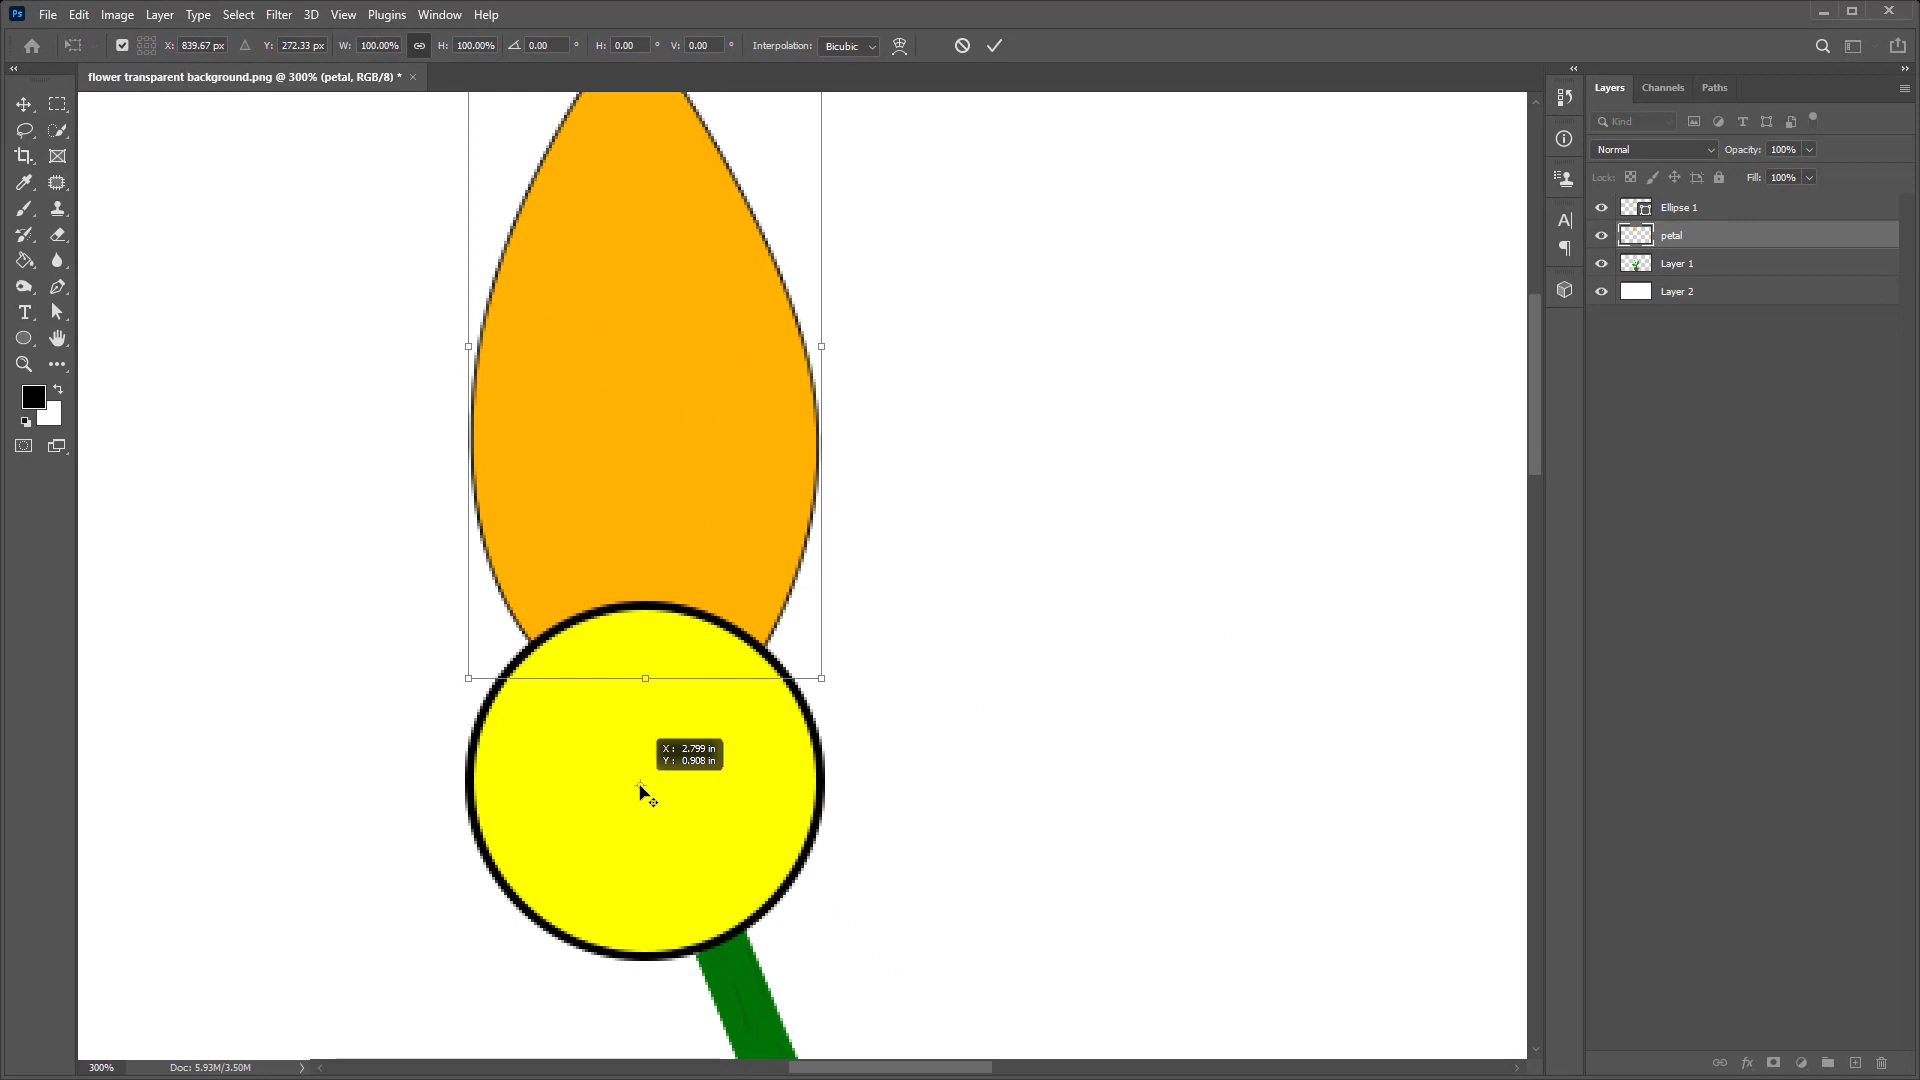 Ps File Edit Image Layer Type Select Filter 3D View Plugins Window Help
X: 839.67 px Y: 272.33 px W: 100.00% H: 100.00% 0.00 ° H: 0.00 ° V: 0.00 ° Interpolation: Bicubic
flower transparent background.png @ 300% (petal, RGB/8) *
Layers Channels Paths
Kind
Normal Opacity: 100%
Lock: Fill: 100%
Ellipse 1
petal
Layer 1
Layer 2
X : 2.799 in
Y : 0.908 in
300% Doc: 5.93M/3.50M